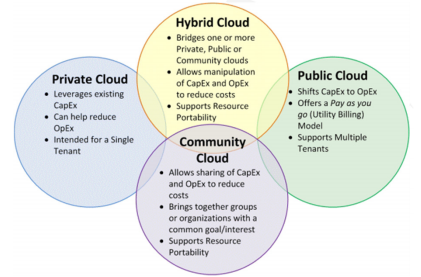 Hybrid Cloud
• Bridges one or more
Private, Public or
Community clouds
• Allows manipulation
of CapEx and OpEx
to reduce costs
• Supports Resource
Portability
Private Cloud
• Leverages existing
CapEx
• Can help reduce
OpEx
• Intended for a Single
Tenant
Public Cloud
• Shifts CapEx to OpEx
• Offers a Pay as you
go (Utility Billing)
Model
• Supports Multiple
Tenants
Community
Cloud
• Allows sharing of CapEx
and OpEx to reduce
costs
• Brings together groups
or organizations with a
common goal/interest
• Supports Resource
Portability